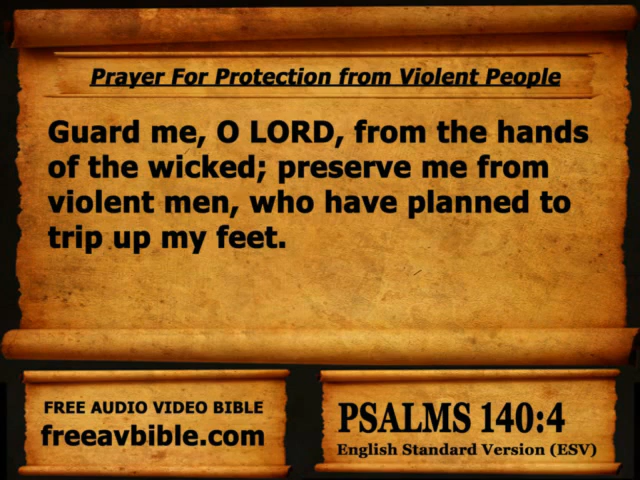 Prayer For Protection from Violent People
Guard me, O LORD, from the hands
of the wicked; preserve me from
violent men, who have planned to
trip up my feet.
FREE AUDIO VIDEO BIBLE
freeavbible.com
PSALMS 140:4
English Standard Version (ESV)